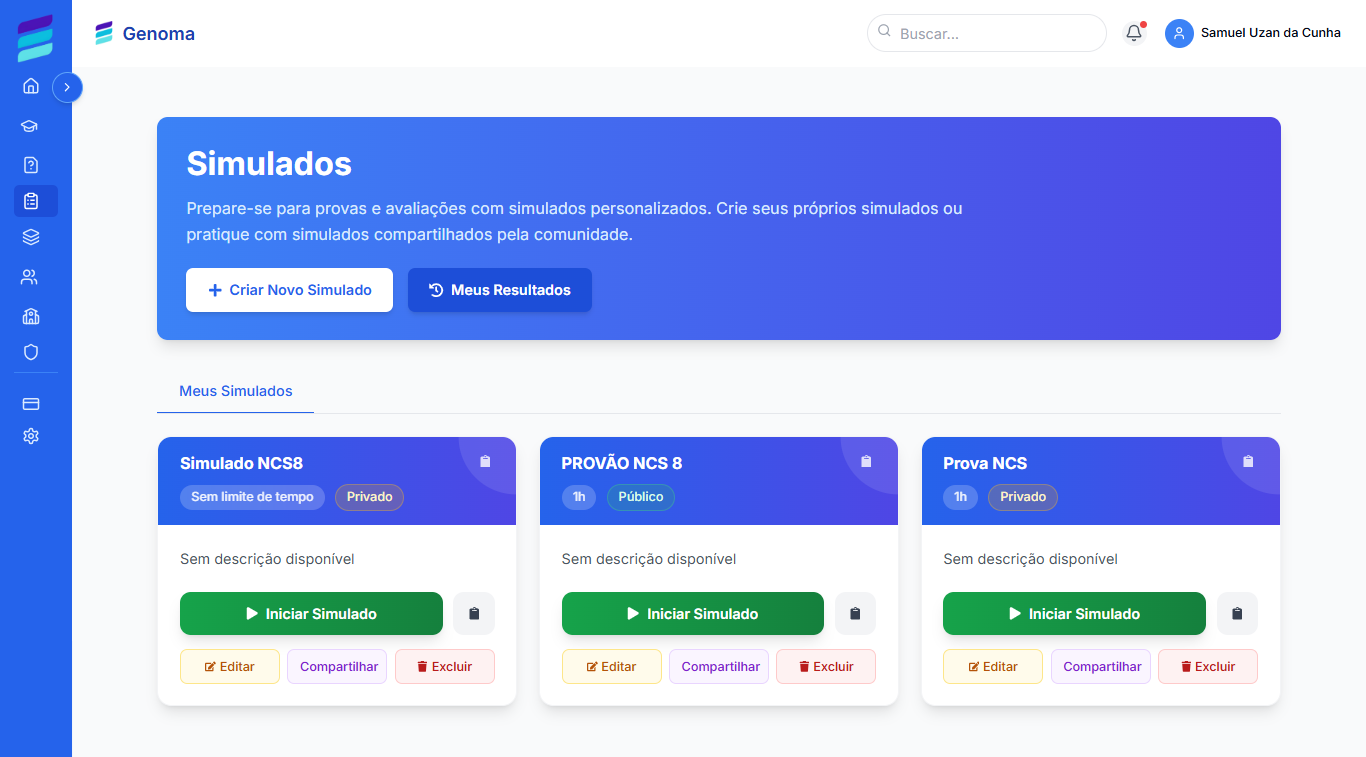 Genoma
Buscar...
Samuel Uzan da Cunha
Simulados
Prepare-se para provas e avaliações com simulados personalizados. Crie seus próprios simulados ou
pratique com simulados compartilhados pela comunidade.
Criar Novo Simulado
Meus Resultados
Meus Simulados
Simulado NCS8
Sem limite de tempo
Privado
Sem descrição disponível
Iniciar Simulado
Editar
Compartilhar
Excluir
PROVÃO NCS 8
1h
Público
Sem descrição disponível
Iniciar Simulado
Editar
Compartilhar
Excluir
Prova NCS
1h
Privado
Sem descrição disponível
Iniciar Simulado
Editar
Compartilhar
Excluir